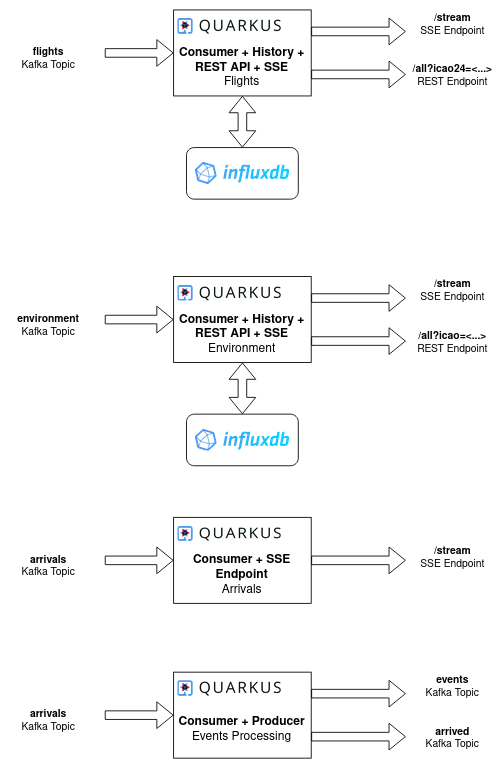 QUARKUS
/stream
SSE Endpoint
flights
Kafka Topic
Consumer + History +
REST API + SSE
Flights
/all?icao24=<...>
REST Endpoint
influxdb
QUARKUS
/stream
SSE Endpoint
environment
Kafka Topic
Consumer + History +
REST API + SSE
Environment
/all?icao=<...>
REST Endpoint
influxdb
QUARKUS
arrivals
Kafka Topic
Consumer + SSE
Endpoint
Arrivals
/stream
SSE Endpoint
QUARKUS
arrivals
Kafka Topic
Consumer + Producer
Events Processing
events
Kafka Topic
arrived
Kafka Topic